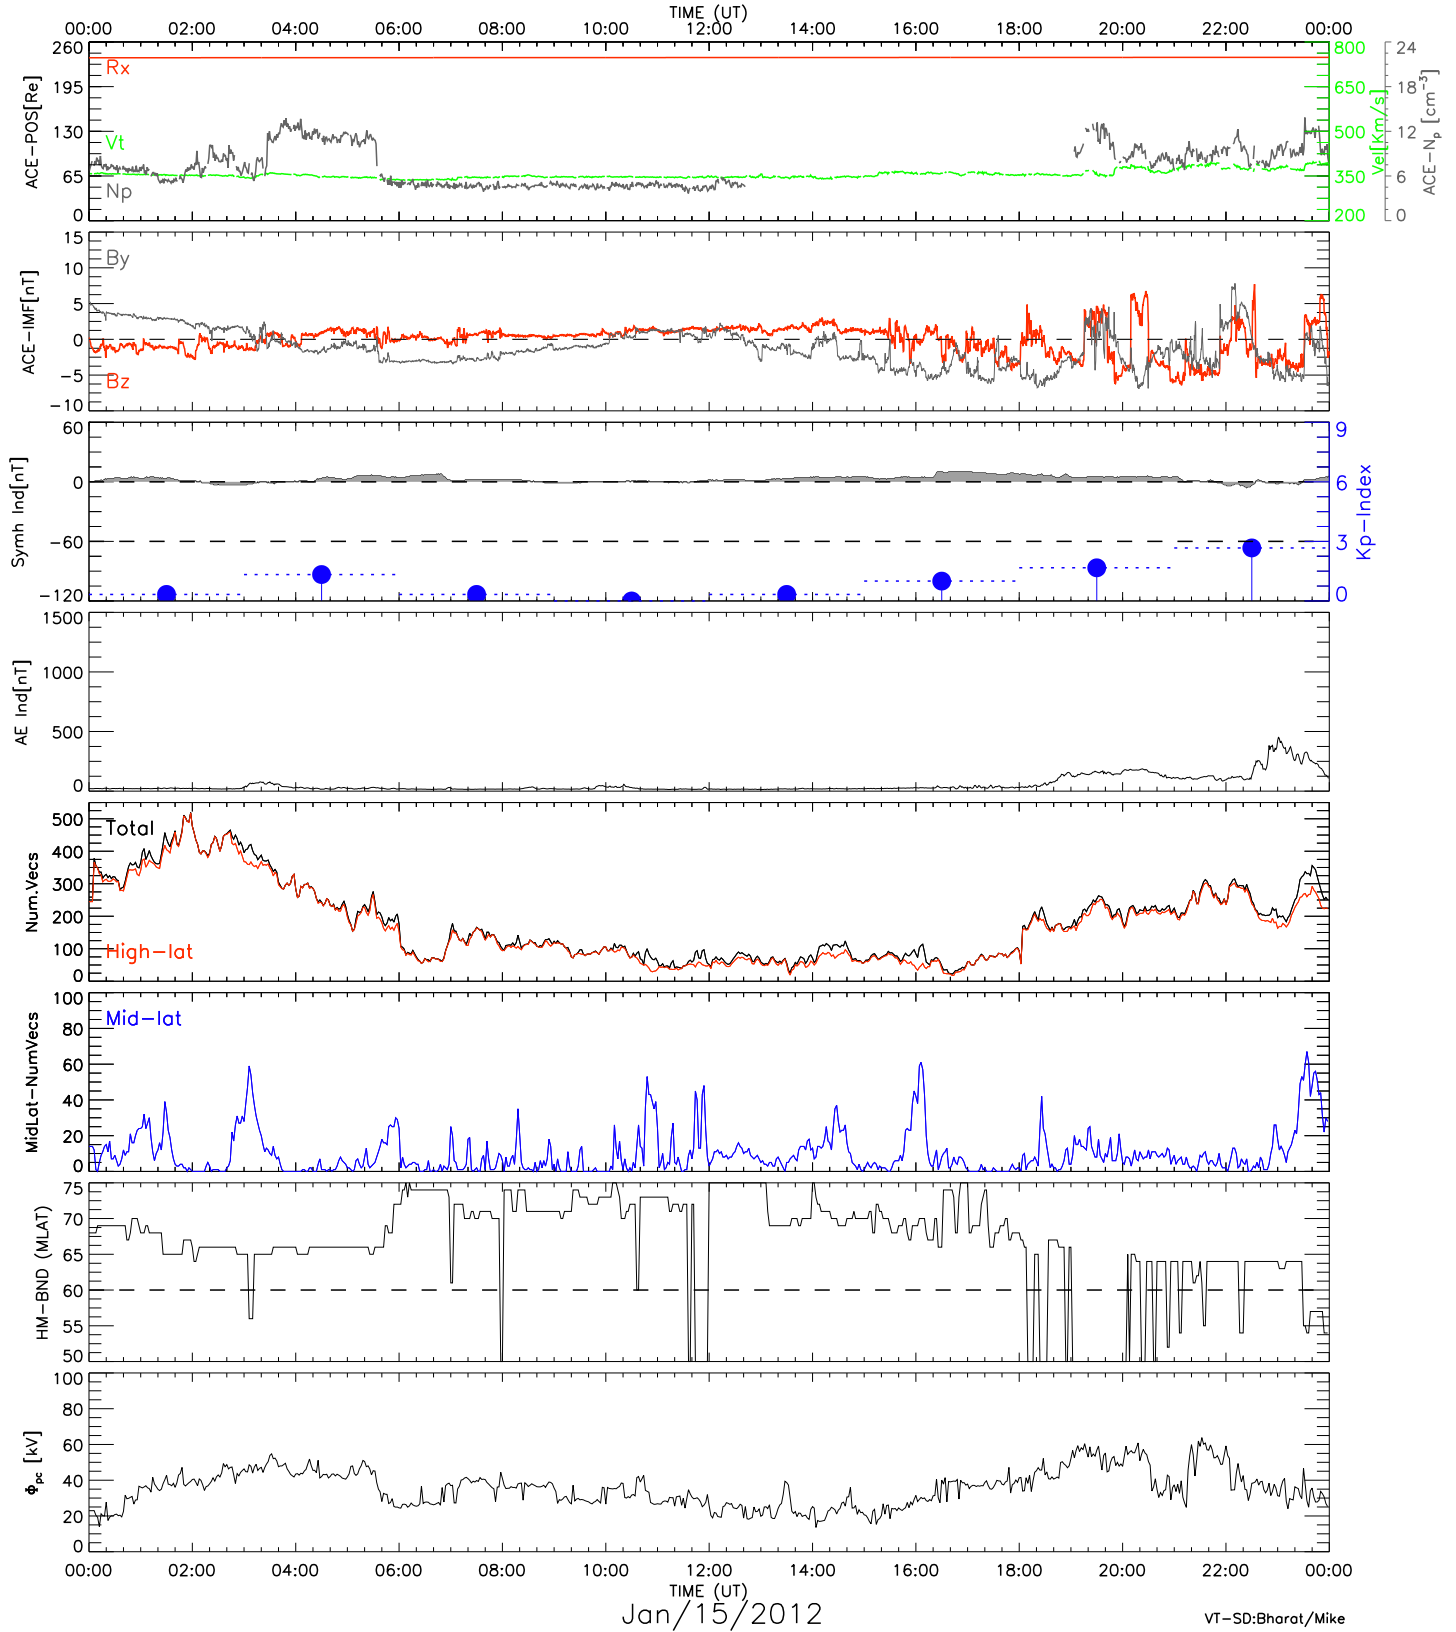 TIME (UT)
00:00 02:00 04:00 06:00 08:00 10:00 12:00 14:00 16:00 18:00 20:00 22:00 00:00
ACE-POS[Re]
260
195
130
65
0
Rx
Vt
Np
800
650
500
350
200
Vel[Km/s]
24
18
12
6
0
ACE-Np [cm-3]
ACE-IMF[nT]
15
10
5
0
-5
-10
By
Bz
Symh Ind[nT]
60
0
-60
-120
9
6
3
0
Kp-Index
AE Ind[nT]
1500
1000
500
0
Num.Vecs
500
400
300
200
100
0
Total
High-lat
MidLat-NumVecs
100
80
60
40
20
0
Mid-lat
HM-BND (MLAT)
75
70
65
60
55
50
Φpc [kV]
100
80
60
40
20
0
00:00 02:00 04:00 06:00 08:00 10:00 12:00 14:00 16:00 18:00 20:00 22:00 00:00
TIME (UT)
Jan/15/2012
VT-SD:Bharat/Mike